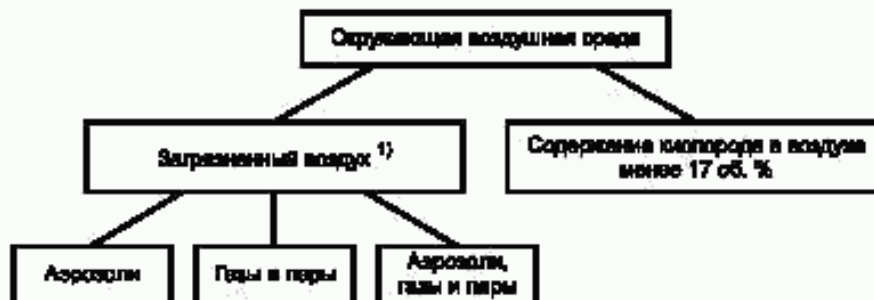 Окружающая воздушная среда
Загрязненный воздух 1)
Содержание кислорода в воздухе
менее 17 об. %
Аэрозоли
Газы и пары
Аэрозоли,
газы и пары